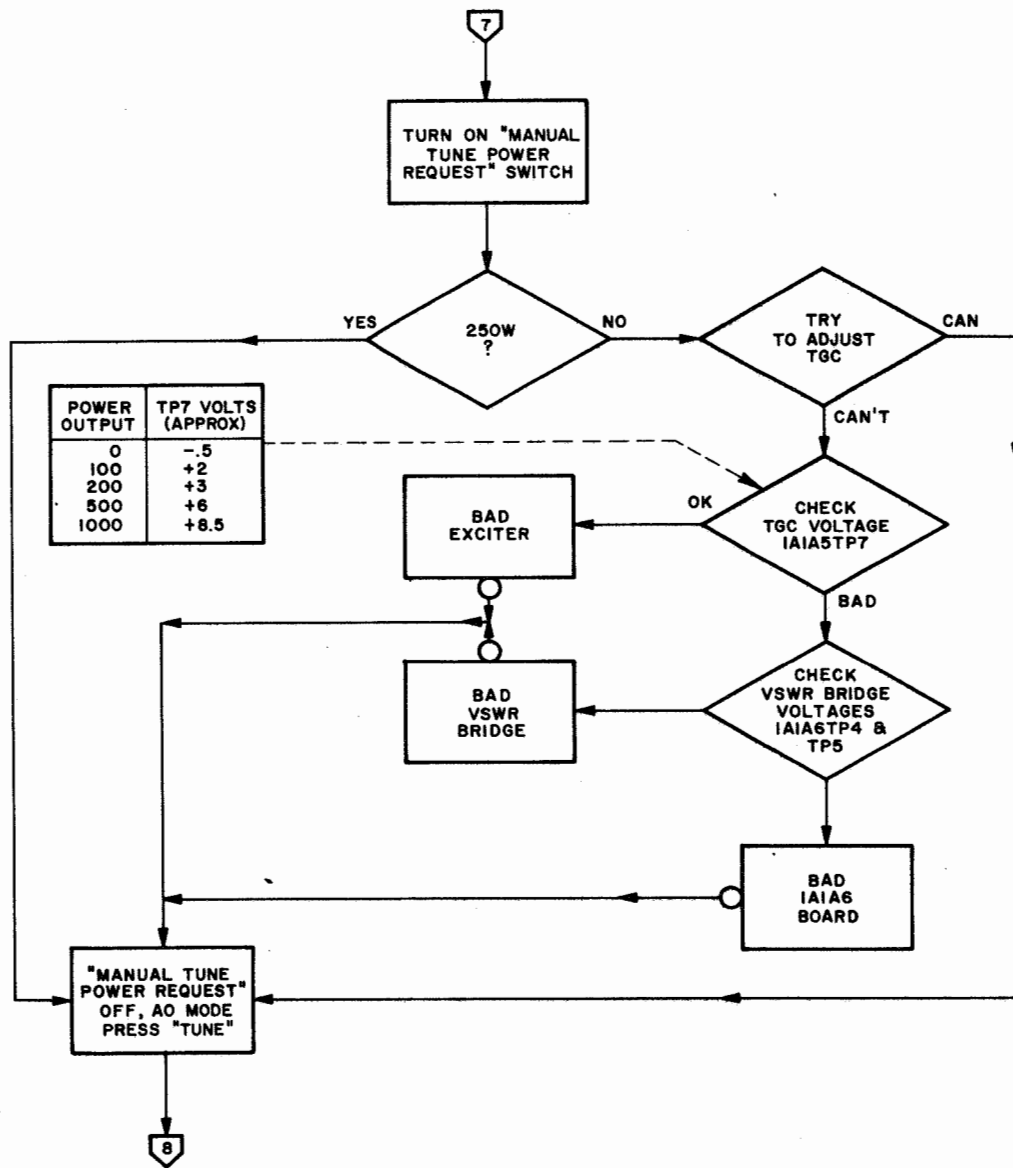 7
TURN ON "MANUAL
TUNE POWER
REQUEST" SWITCH
YES
250W
?
NO
TRY
TO ADJUST
TGC
CAN
CAN'T
POWER OUTPUT TP7 VOLTS (APPROX)
0 -.5
100 +2
200 +3
500 +6
1000 +8.5
OK
CHECK
TGC VOLTAGE
1A1A5TP7
BAD
EXCITER
BAD
BAD
VSWR
BRIDGE
CHECK
VSWR BRIDGE
VOLTAGES
1A1A6TP4 &
TP5
BAD
1A1A6
BOARD
"MANUAL TUNE
POWER REQUEST"
OFF, AO MODE
PRESS "TUNE"
8